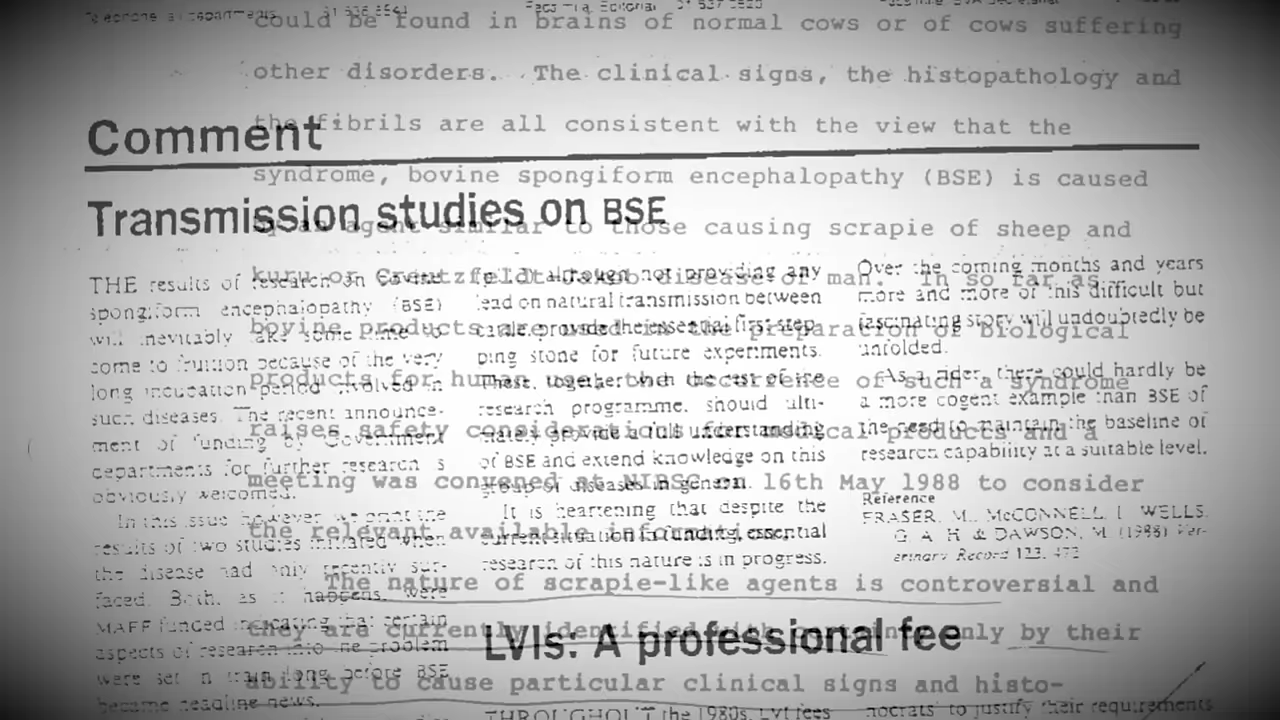 could be found in brains of normal cows or of cows suffering
other disorders. The clinical signs, the histopathology and
the fibrils are all consistent with the view that the
syndrome, bovine spongiform encephalopathy (BSE) is caused
by an agent similar to those causing scrapie of sheep and
kuru or Creutzfeldt-Jakob disease of man. In so far as
bovine products are used in the preparation of biological
products for human use, the occurrence of such a syndrome
raises safety considerations for medical products and a
meeting was convened at NIBSC on 16th May 1988 to consider
the relevant available information.
The nature of scrapie-like agents is controversial and
they are currently identified with certainty only by their
ability to cause particular clinical signs and histo-
Comment
Transmission studies on BSE
THE results of research on bovine
spongiform encephalopathy (BSE)
will inevitably take some time to
come to fruition because of the very
long incubation period involved in
such diseases. The recent announce-
ment of funding by Government
departments for further research is
obviously welcomed.
In this issue however we print the
results of two studies initiated when
the disease had only recently sur-
faced. Both, as it happens, were
MAFF funded indicating that certain
aspects of research into the problem
were set in train long before BSE
became headline news.
although not providing any
lead on natural transmission between
cattle, provide the essential first step-
ping stone for future experiments.
These, together with the rest of the
research programme, should ulti-
mately provide a full understanding
of BSE and extend knowledge on this
group of diseases in general.
It is heartening that despite the
current situation on funding, essential
research of this nature is in progress.
Over the coming months and years
more and more of this difficult but
fascinating story will undoubtedly be
unfolded.
As a rider, there could hardly be
a more cogent example than BSE of
the need to maintain the baseline of
research capability at a suitable level.
Reference
FRASER, M., McCONNELL, I., WELLS,
G. A. H. & DAWSON, M. (1988) Vet-
erinary Record 123, 472
LVIs: A professional fee
THROUGHOUT the 1980s, LVI fees
nocrats' to justify their requirements